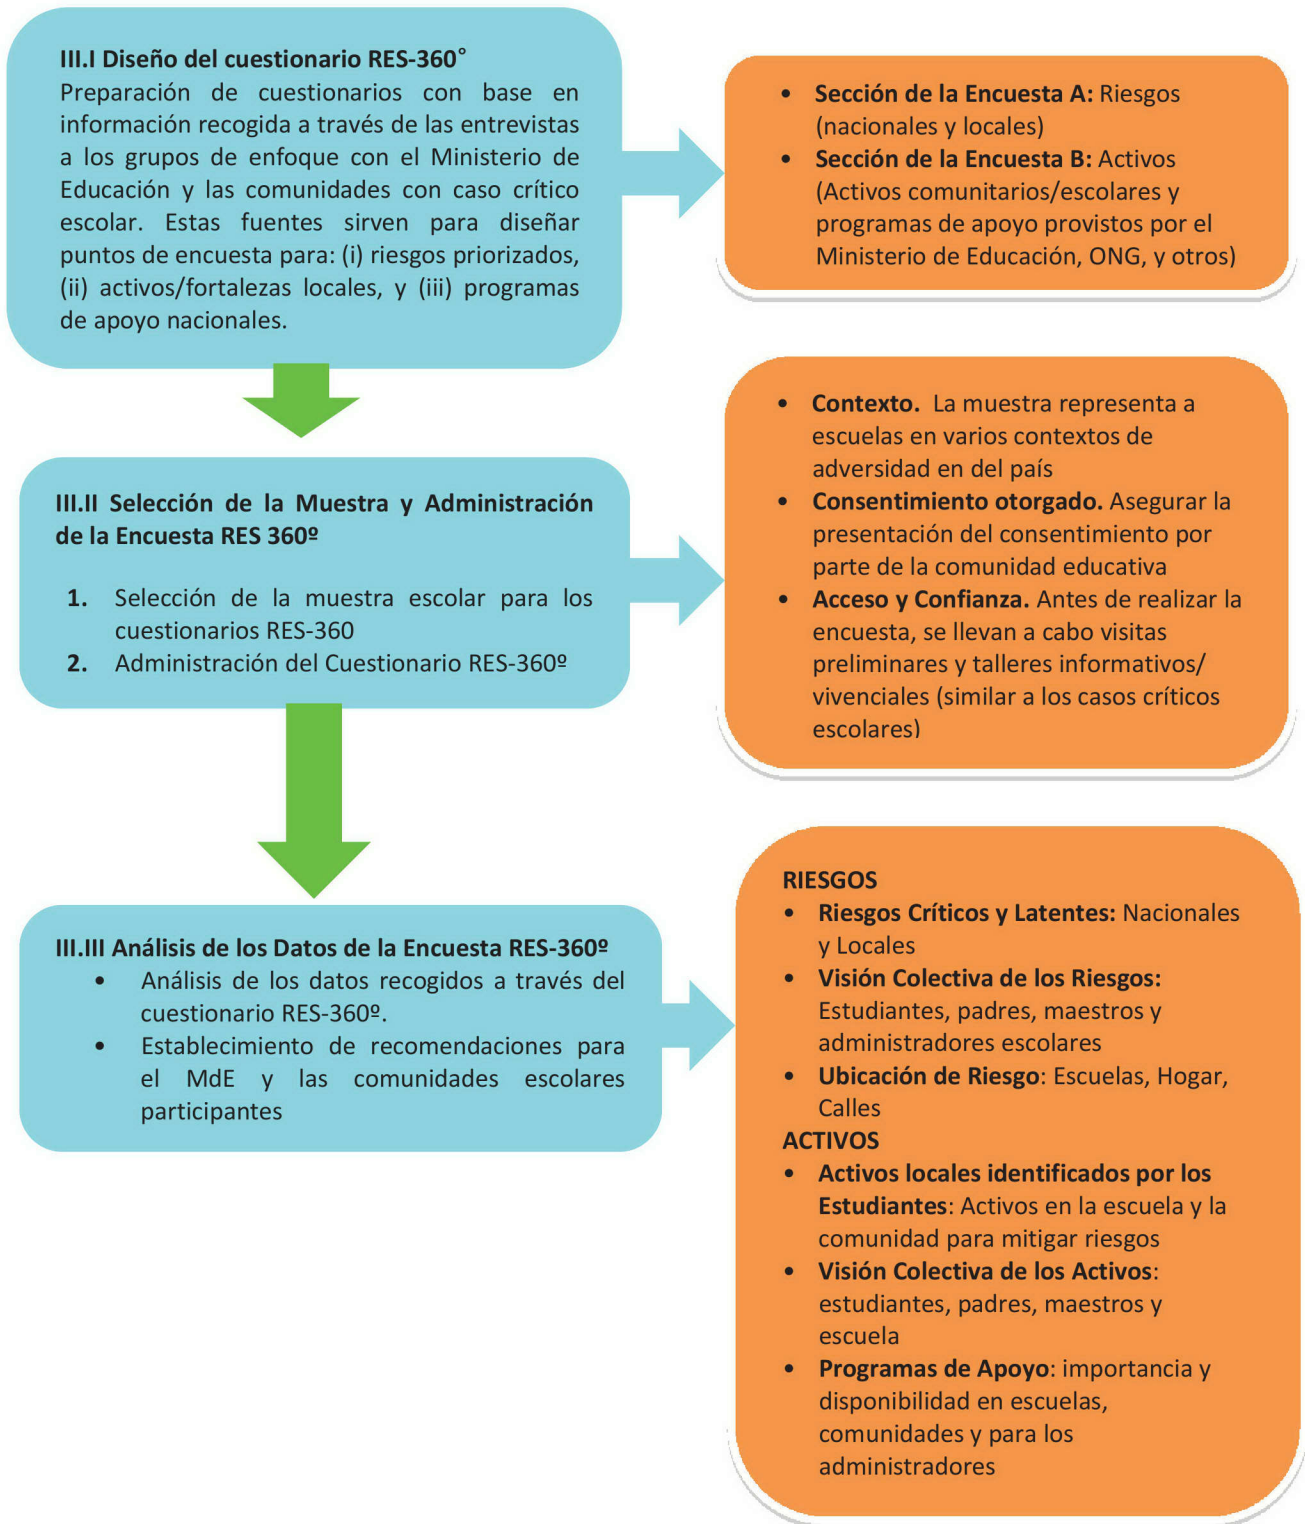 III.I Diseño del cuestionario RES-360°
Preparación de cuestionarios con base en
información recogida a través de las entrevistas
a los grupos de enfoque con el Ministerio de
Educación y las comunidades con caso crítico
escolar. Estas fuentes sirven para diseñar
puntos de encuesta para: (i) riesgos priorizados,
(ii) activos/fortalezas locales, y (iii) programas
de apoyo nacionales.
• Sección de la Encuesta A: Riesgos
(nacionales y locales)
• Sección de la Encuesta B: Activos
(Activos comunitarios/escolares y
programas de apoyo provistos por el
Ministerio de Educación, ONG, y otros)
III.II Selección de la Muestra y Administración
de la Encuesta RES 360º
1. Selección de la muestra escolar para los
cuestionarios RES-360
2. Administración del Cuestionario RES-360º
• Contexto. La muestra representa a
escuelas en varios contextos de
adversidad en del país
• Consentimiento otorgado. Asegurar la
presentación del consentimiento por
parte de la comunidad educativa
• Acceso y Confianza. Antes de realizar la
encuesta, se llevan a cabo visitas
preliminares y talleres informativos/
vivenciales (similar a los casos críticos
escolares)
III.III Análisis de los Datos de la Encuesta RES-360º
• Análisis de los datos recogidos a través del
cuestionario RES-360º.
• Establecimiento de recomendaciones para
el MdE y las comunidades escolares
participantes
RIESGOS
• Riesgos Críticos y Latentes: Nacionales
y Locales
• Visión Colectiva de los Riesgos:
Estudiantes, padres, maestros y
administradores escolares
• Ubicación de Riesgo: Escuelas, Hogar,
Calles
ACTIVOS
• Activos locales identificados por los
Estudiantes: Activos en la escuela y la
comunidad para mitigar riesgos
• Visión Colectiva de los Activos:
estudiantes, padres, maestros y
escuela
• Programas de Apoyo: importancia y
disponibilidad en escuelas,
comunidades y para los
administradores